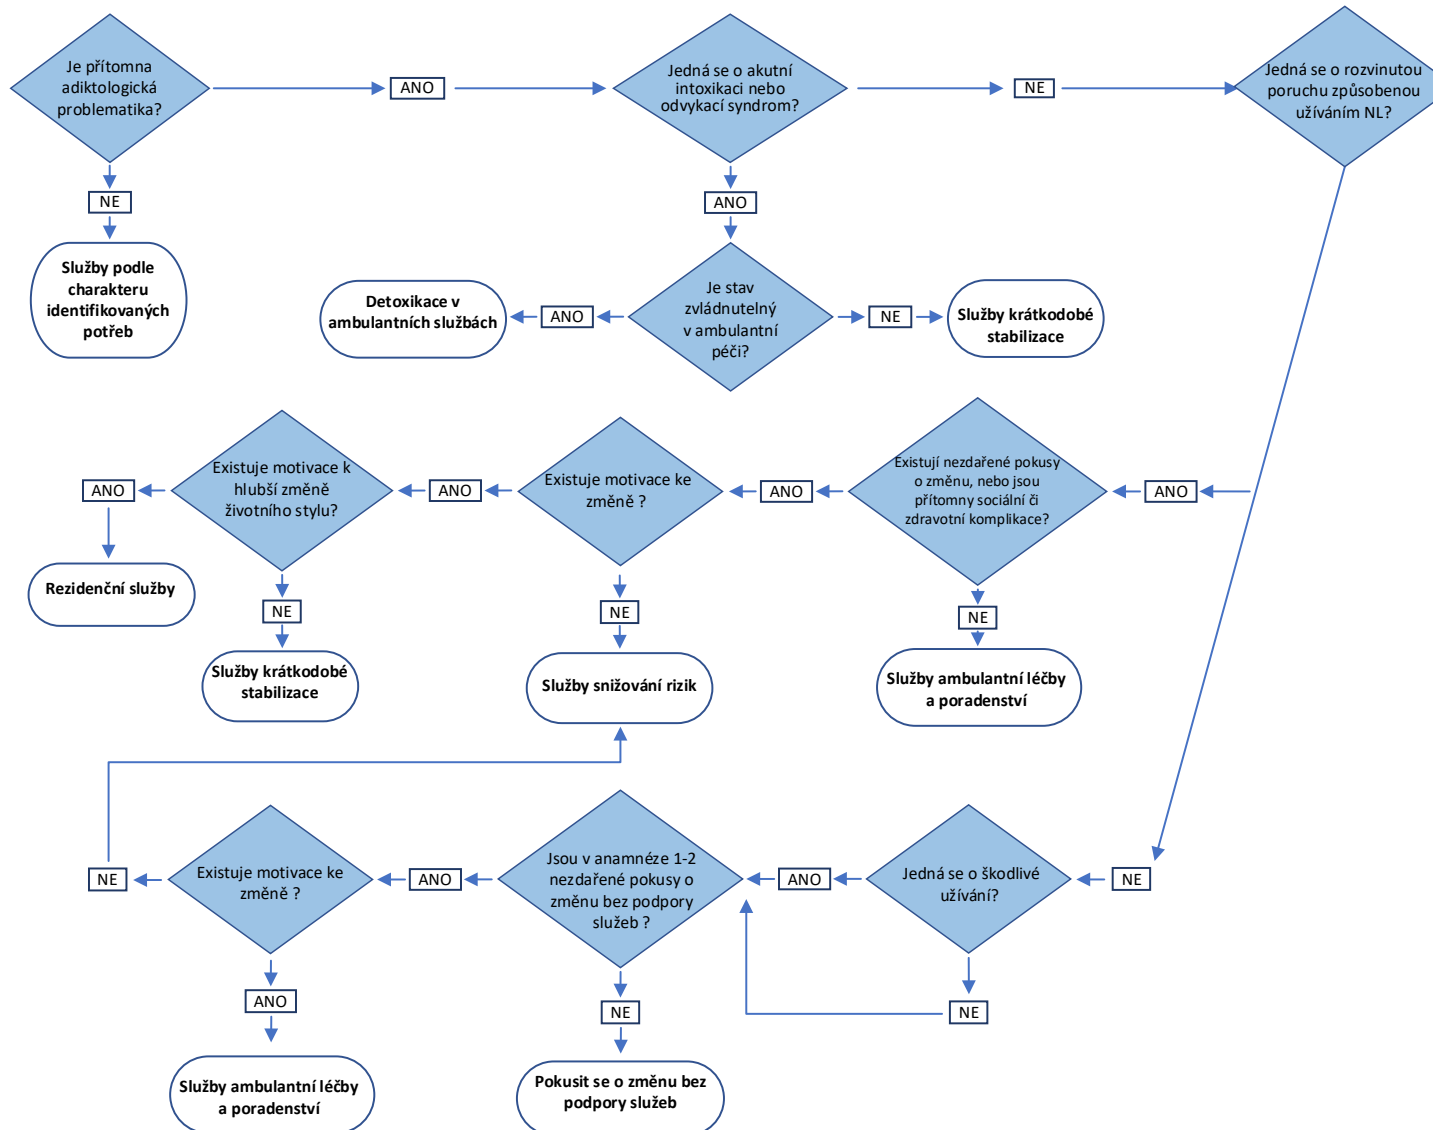 Je přítomna
adiktologická
problematika?
ANO
Jedná se o akutní
intoxikaci nebo
odvykací syndrom?
NE
Jedná se o rozvinutou
poruchu způsobenou
užíváním NL?
NE
ANO
Služby podle
charakteru
identifikovaných
potřeb
Detoxikace v
ambulantních službách
ANO
Je stav
zvládnutelný
v ambulantní
péči?
NE
Služby krátkodobé
stabilizace
ANO
Existuje motivace k
hlubší změně
životního stylu?
ANO
Existuje motivace ke
změně ?
ANO
Existují nezdařené pokusy
o změnu, nebo jsou
přítomny sociální či
zdravotní komplikace?
ANO
Rezidenční služby
NE
NE
NE
Služby krátkodobé
stabilizace
Služby snižování rizik
Služby ambulantní léčby
a poradenství
NE
Existuje motivace ke
změně ?
ANO
Jsou v anamnéze 1-2
nezdařené pokusy o
změnu bez podpory
služeb ?
ANO
Jedná se o škodlivé
užívání?
NE
ANO
NE
NE
Služby ambulantní léčby
a poradenství
Pokusit se o změnu bez
podpory služeb